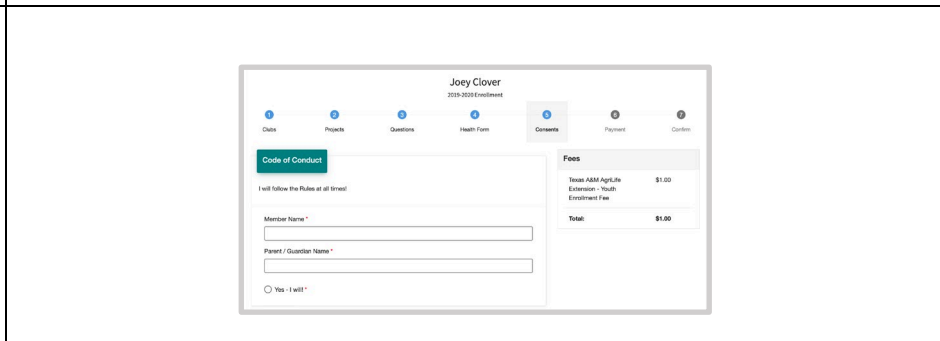 Joey Clover
2019-2020 Enrollment
1 2 3 4 5 6 7
Clubs Projects Questions Health Form Consents Payment Confirm
Code of Conduct
I will follow the Rules at all times!
Member Name *
Parent / Guardian Name *
Yes - I will! *
Fees
Texas A&M AgriLife $1.00
Extension - Youth
Enrollment Fee
Total: $1.00